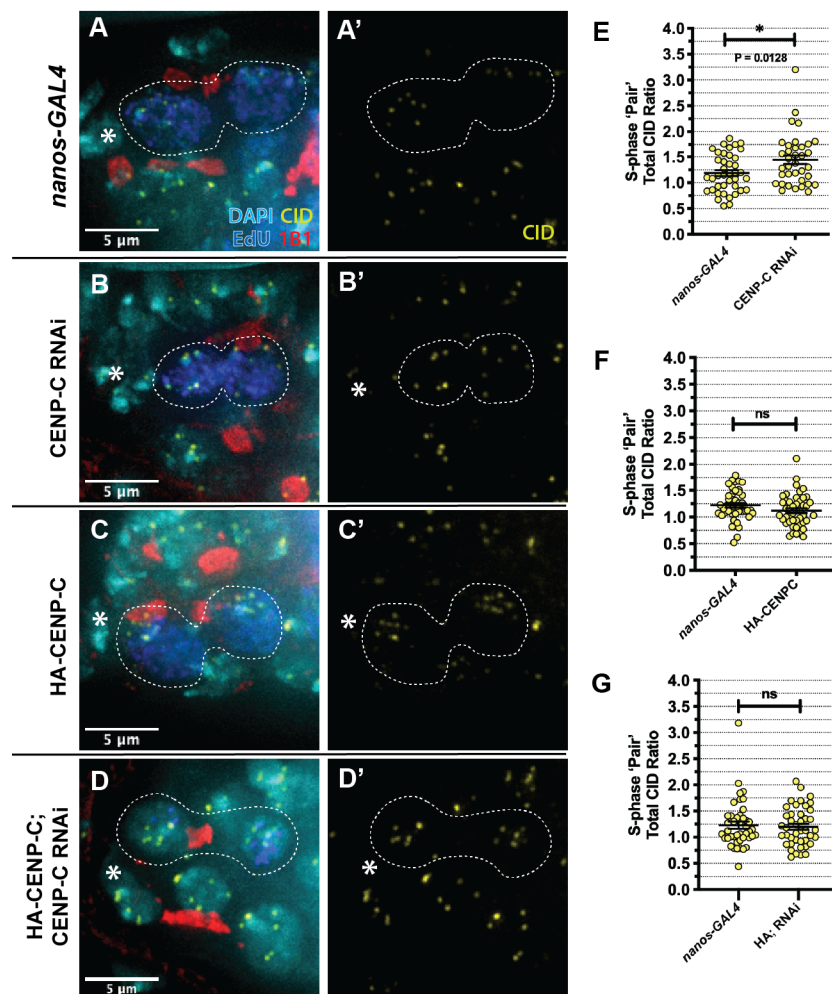 A
A'
nanos-GAL4
*
DAPI CID
EdU 1B1
5 µm
CID
B
B'
CENP-C RNAi
*
*
5 µm
C
C'
HA-CENP-C
*
*
5 µm
D
D'
HA-CENP-C;
CENP-C RNAi
*
*
5 µm
E
*
P = 0.0128
S-phase 'Pair'
Total CID Ratio
4.0
3.5
3.0
2.5
2.0
1.5
1.0
0.5
0.0
nanos-GAL4
CENP-C RNAi
F
ns
S-phase 'Pair'
Total CID Ratio
4.0
3.5
3.0
2.5
2.0
1.5
1.0
0.5
0.0
nanos-GAL4
HA-CENPC
G
ns
S-phase 'Pair'
Total CID Ratio
4.0
3.5
3.0
2.5
2.0
1.5
1.0
0.5
0.0
nanos-GAL4
HA; RNAi